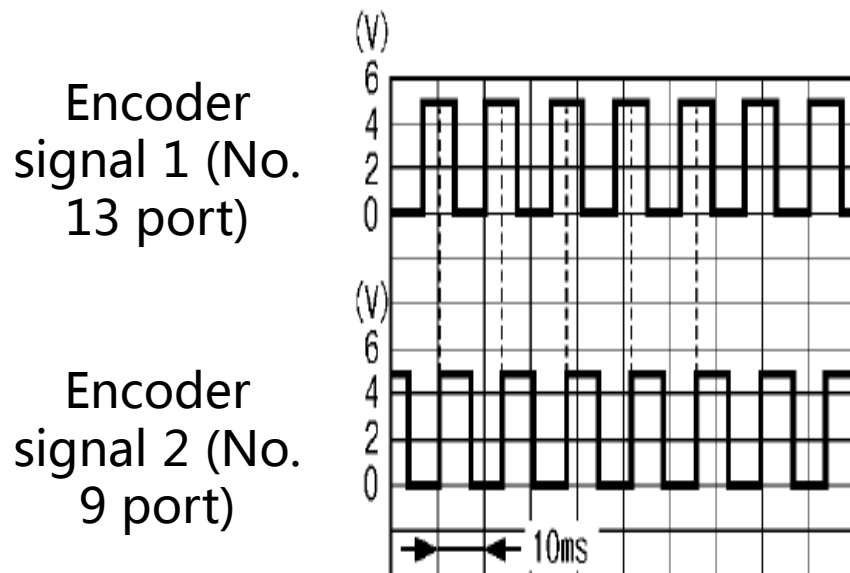 (V)
6
4
2
0
Encoder
signal 1 (No.
13 port)
(V)
6
4
2
0
Encoder
signal 2 (No.
9 port)
10ms